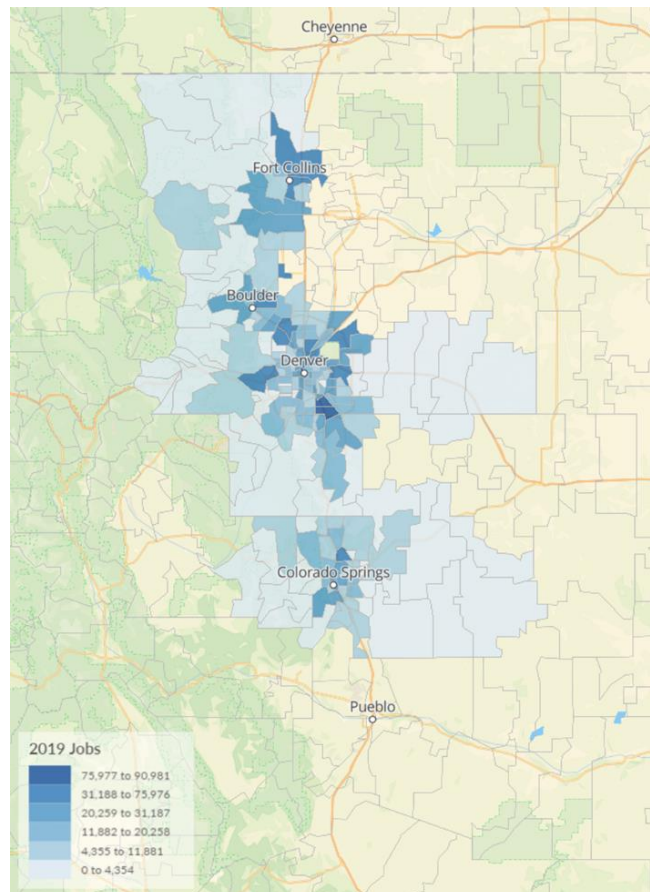 Cheyenne
Fort Collins
Boulder
Denver
Colorado Springs
Pueblo
2019 Jobs
75,977 to 90,981
31,188 to 75,976
20,259 to 31,187
11,882 to 20,258
4,355 to 11,881
0 to 4,354